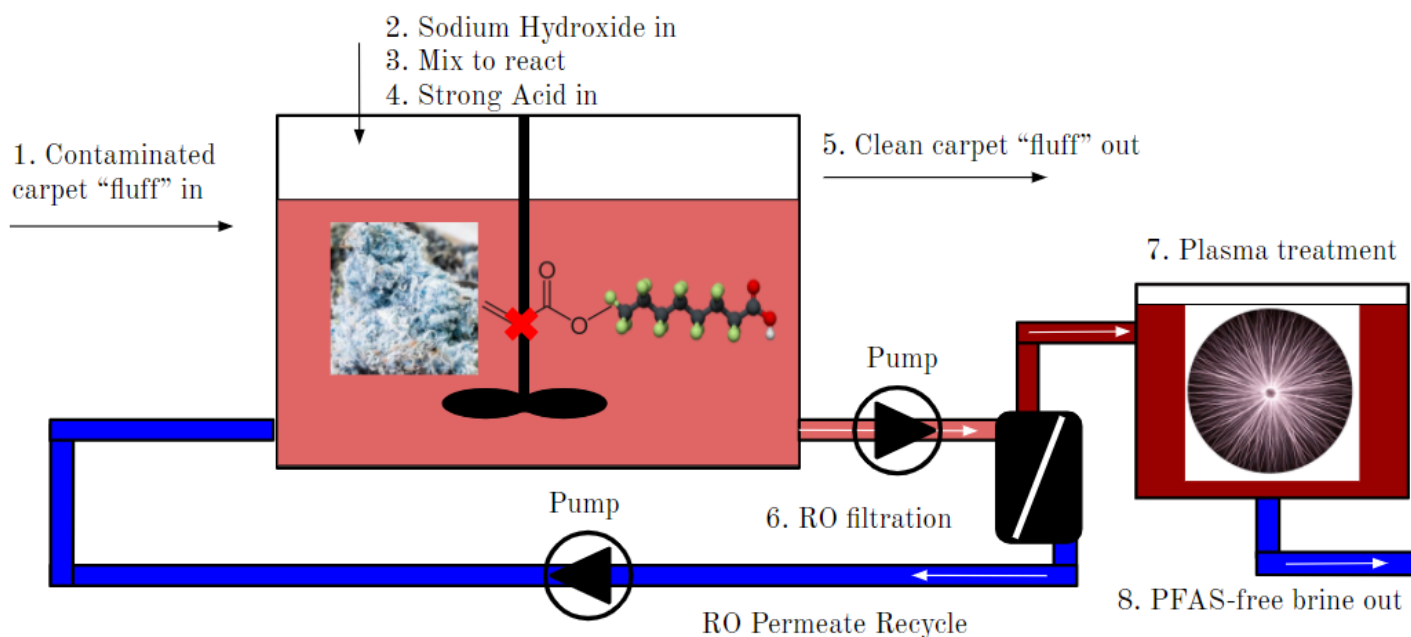 2. Sodium Hydroxide in
3. Mix to react
4. Strong Acid in
1. Contaminated
carpet “fluff” in
5. Clean carpet “fluff” out
O
O
7. Plasma treatment
Pump
Pump
6. RO filtration
RO Permeate Recycle
8. PFAS-free brine out